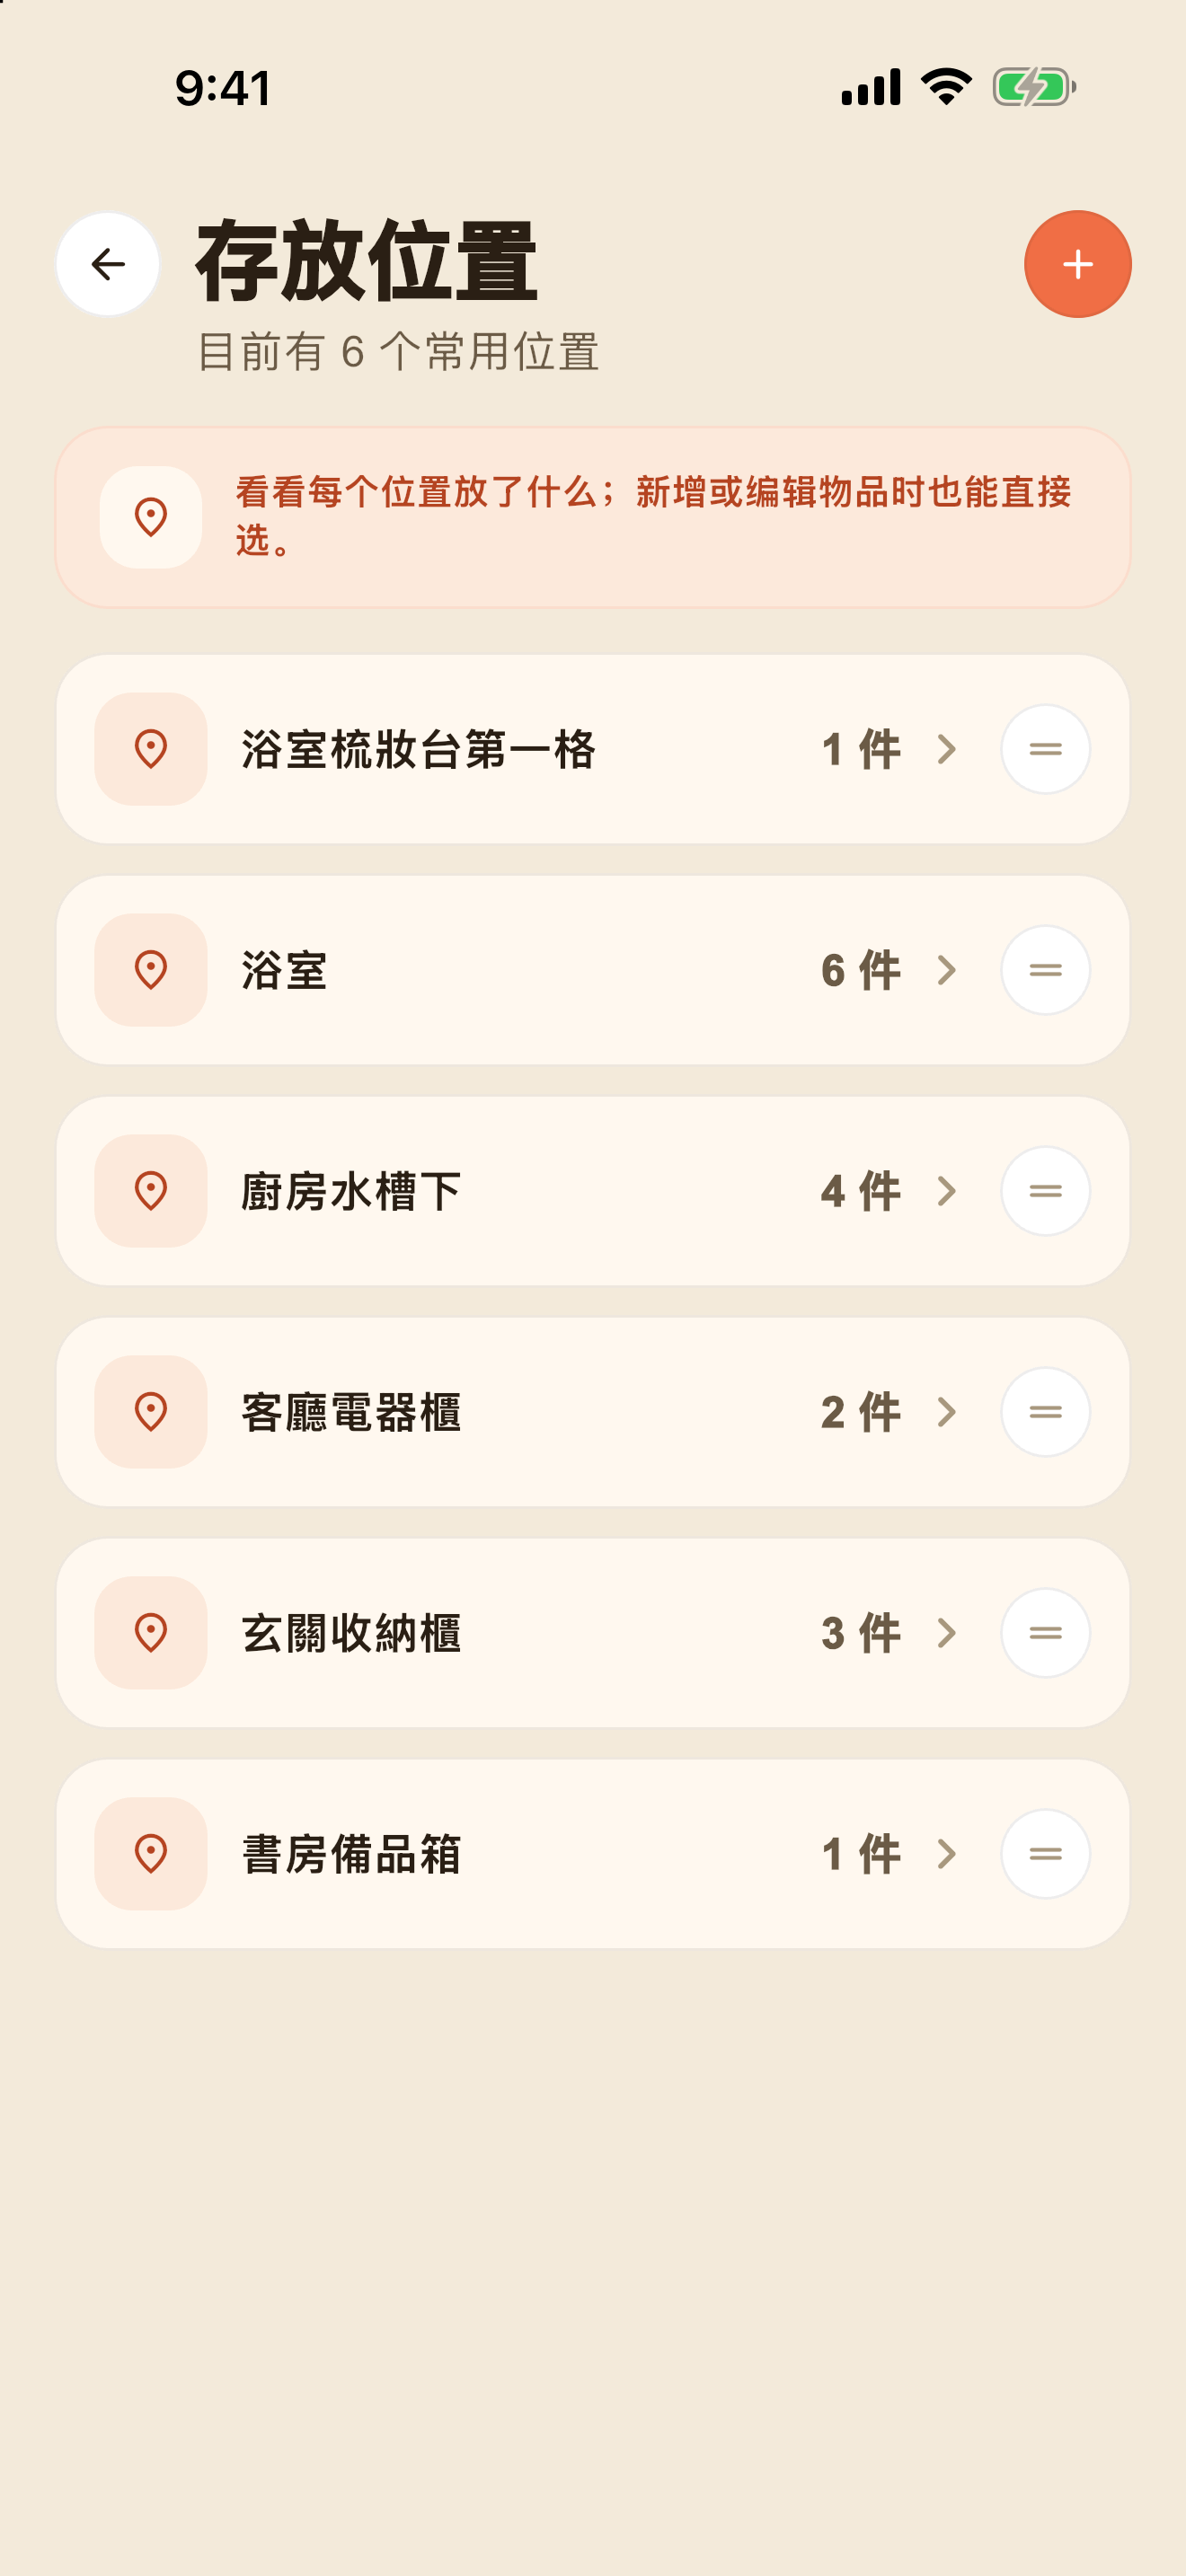 9:41
存放位置
目前有 6 个常用位置
看看每个位置放了什么；新增或编辑物品时也能直接
选。
浴室梳妝台第一格
1 件
浴室
6 件
廚房水槽下
4 件
客廳電器櫃
2 件
玄關收納櫃
3 件
書房備品箱
1 件